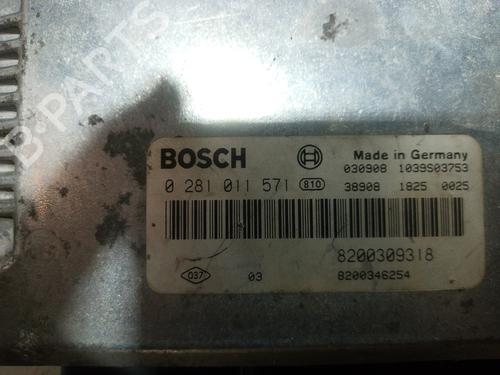 B-PARTS
BOSCH
Made in Germany
030908 1039S03753
0 281 011 571 810
38908 1825 0025
8200309318
037 03 8200346254